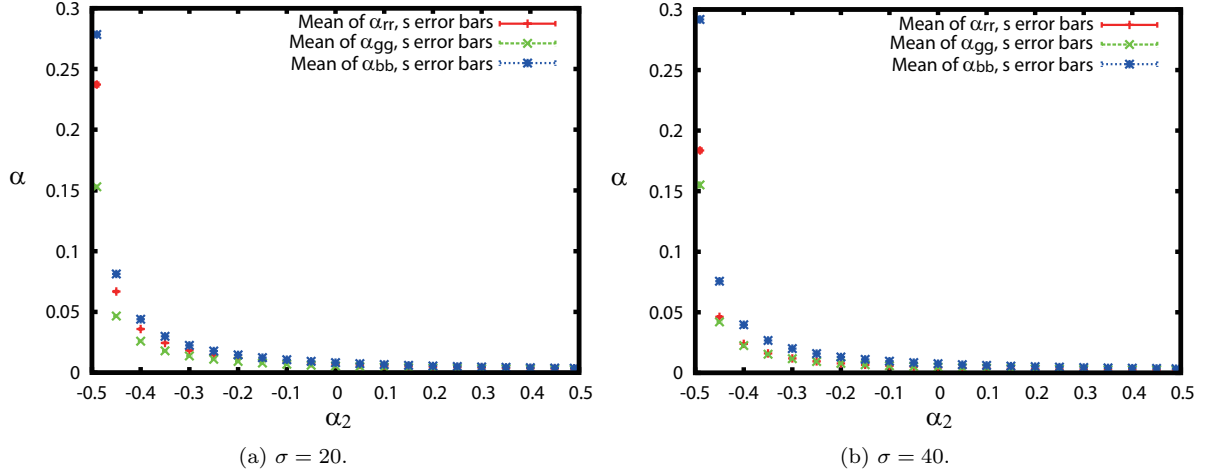 0.3
0.25
0.2
0.15
0.1
0.05
0
α
Mean of αrr, s error bars
Mean of αgg, s error bars
Mean of αbb, s error bars
-0.5 -0.4 -0.3 -0.2 -0.1 0 0.1 0.2 0.3 0.4 0.5
α2
(a) σ = 20.
0.3
0.25
0.2
0.15
0.1
0.05
0
α
Mean of αrr, s error bars
Mean of αgg, s error bars
Mean of αbb, s error bars
-0.5 -0.4 -0.3 -0.2 -0.1 0 0.1 0.2 0.3 0.4 0.5
α2
(b) σ = 40.